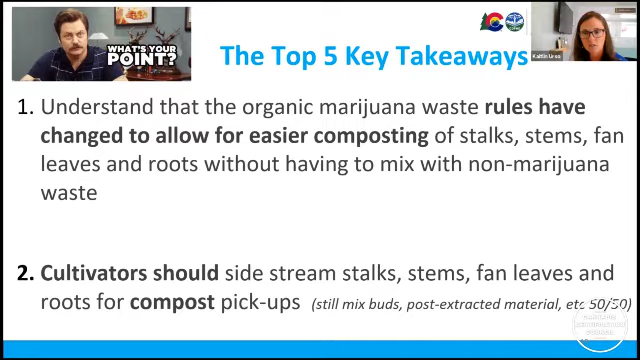 WHAT'S YOUR
POINT?
The Top 5 Key Takeaways
Kaitlin Urso
1. Understand that the organic marijuana waste rules have
changed to allow for easier composting of stalks, stems, fan
leaves and roots without having to mix with non-marijuana
waste
2. Cultivators should side stream stalks, stems, fan leaves and
roots for compost pick-ups (still mix buds, post-extracted material, etc 50/50)